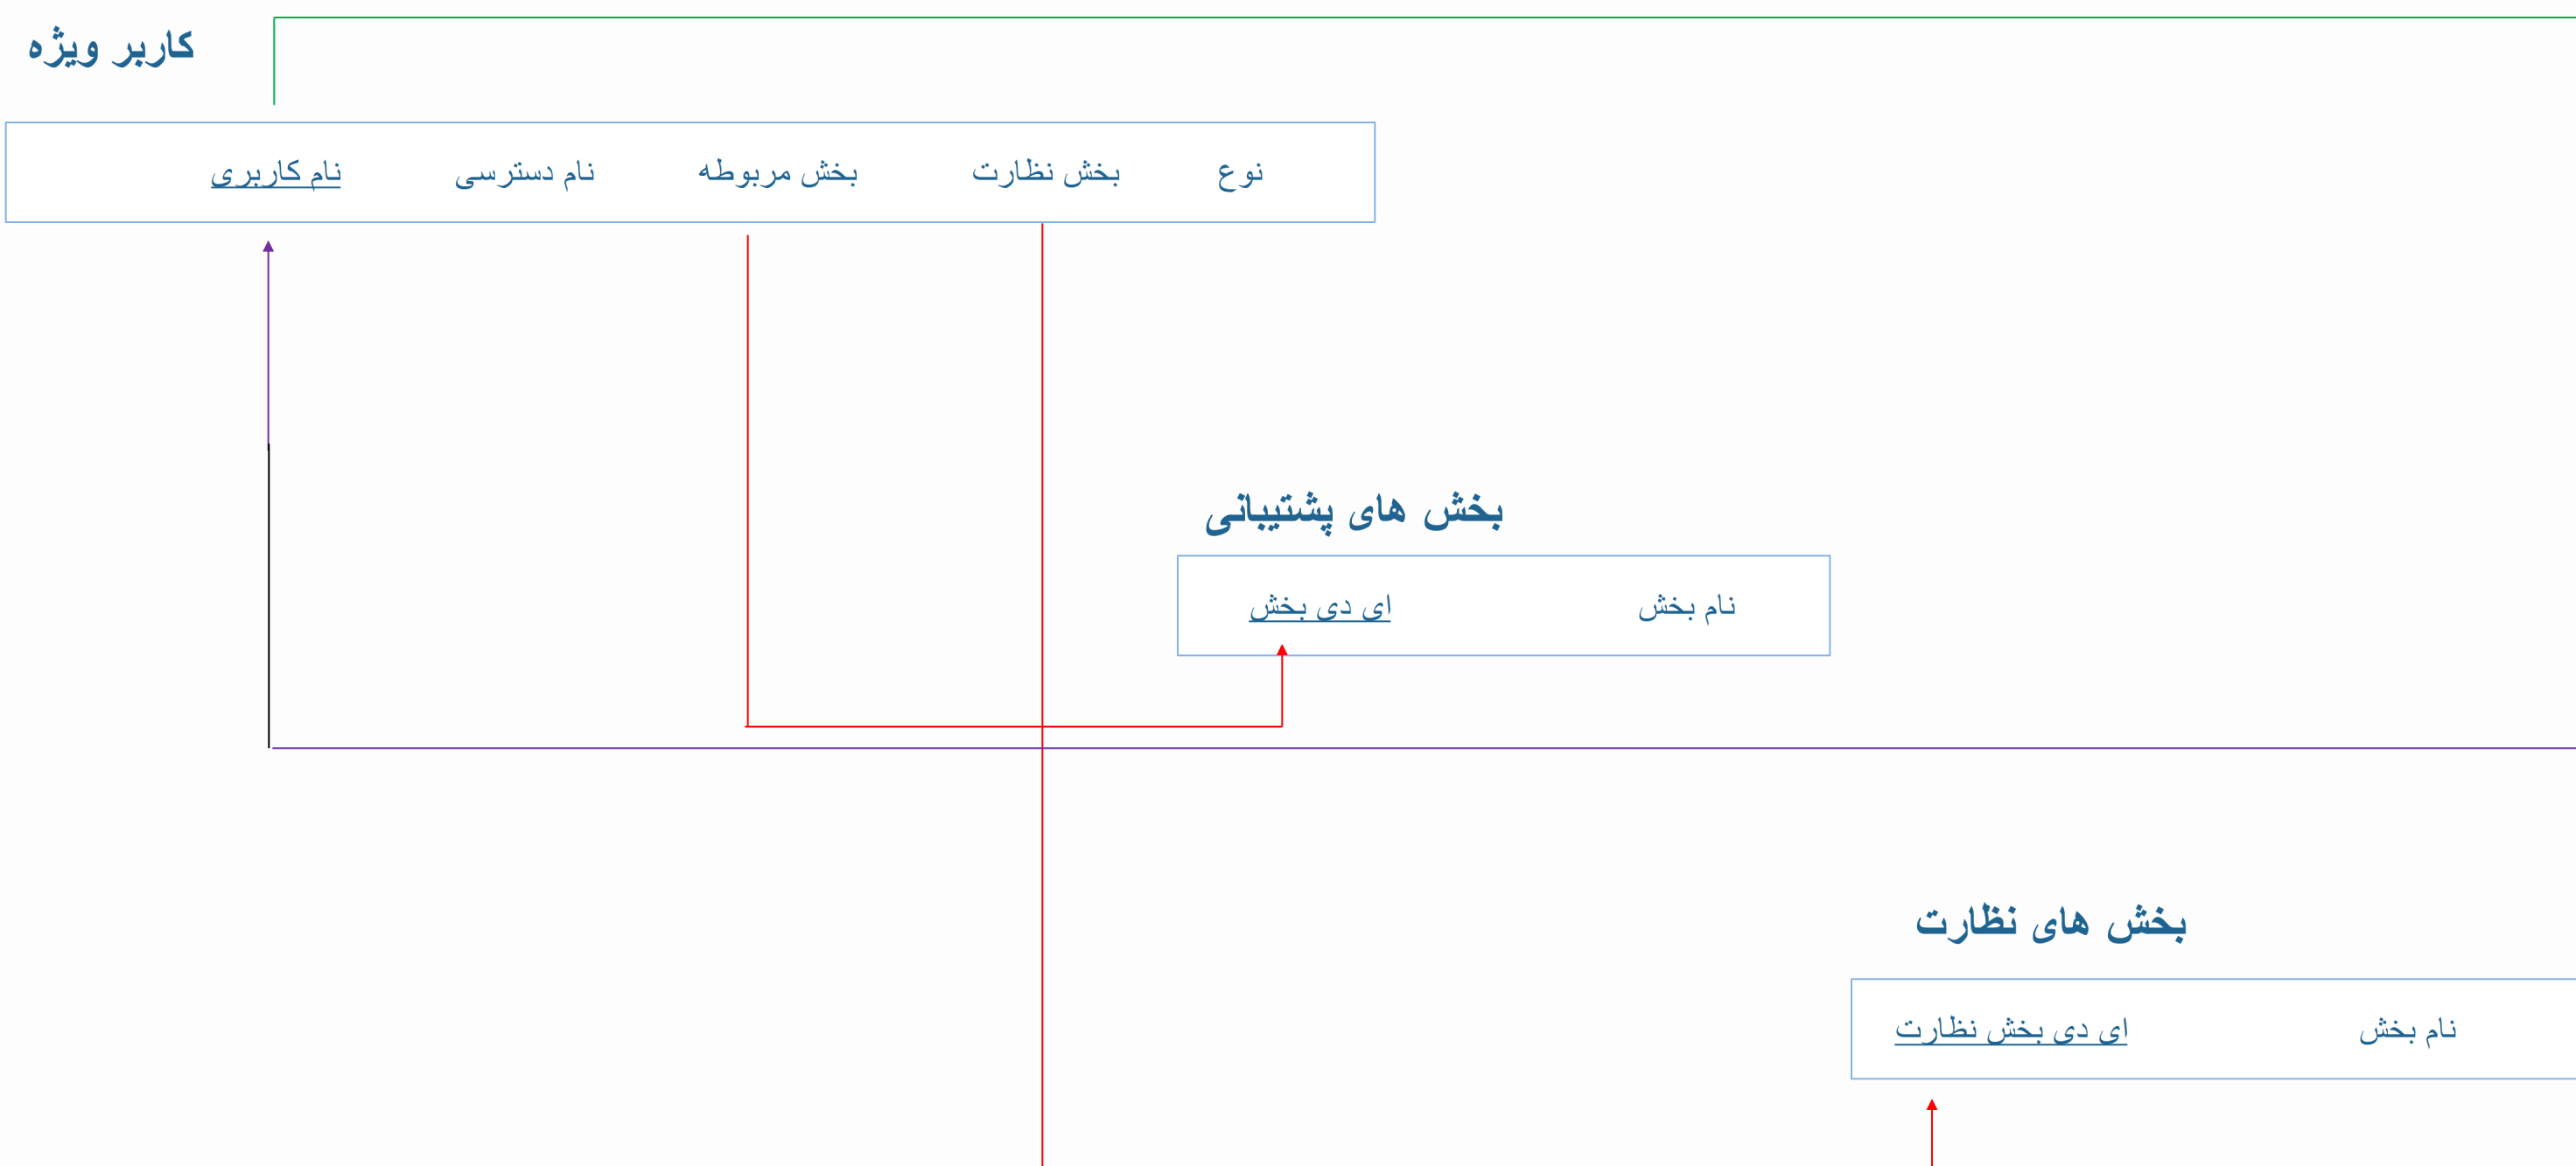 کاربر ویژه
نوع بخش نظارت بخش مربوطه نام دسترسی نام کاربری
بخش های پشتیبانی
نام بخش ای دی بخش
بخش های نظارت
نام بخش ای دی بخش نظارت